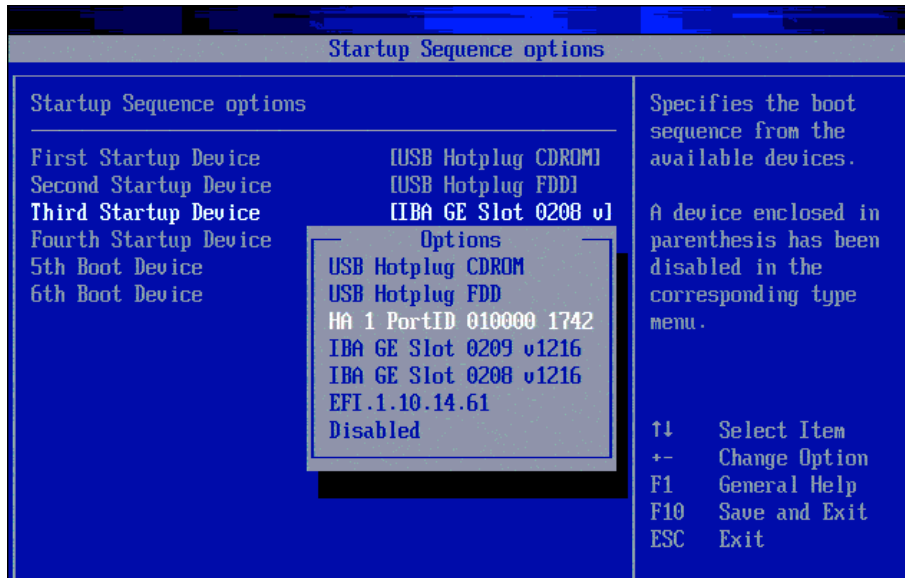 Startup Sequence options
Startup Sequence options
First Startup Device [USB Hotplug CDROM]
Second Startup Device [USB Hotplug FDD]
Third Startup Device [IBA GE Slot 0208 v]
Fourth Startup Device
5th Boot Device
6th Boot Device
Options
USB Hotplug CDROM
USB Hotplug FDD
HA 1 PortID 010000 1742
IBA GE Slot 0209 v1216
IBA GE Slot 0208 v1216
EFI.1.10.14.61
Disabled
Specifies the boot
sequence from the
available devices.
A device enclosed in
parenthesis has been
disabled in the
corresponding type
menu.
↑↓ Select Item
+- Change Option
F1 General Help
F10 Save and Exit
ESC Exit